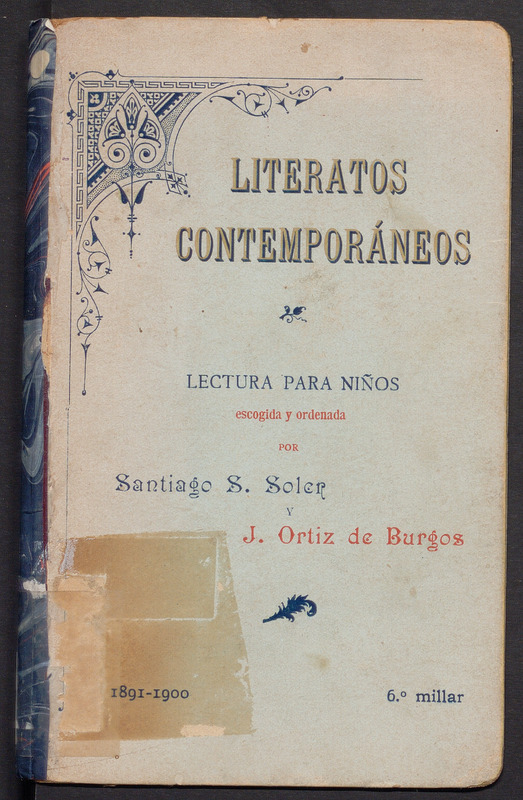 LITERATOS
CONTEMPORÁNEOS
LECTURA PARA NIÑOS
escogida y ordenada
POR
Santiago S. Soler
Y
J. Ortiz de Burgos
1891-1900
6.º millar